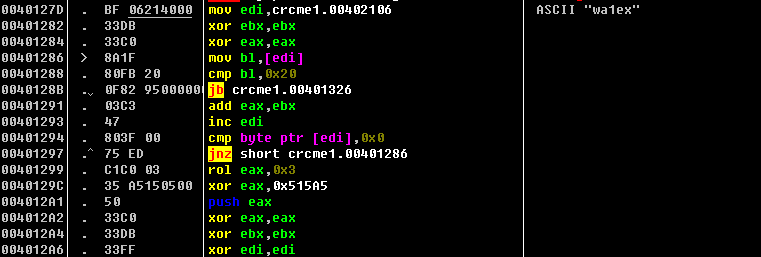 0040127D . BF 06214000 mov edi,crcme1.00402106 ASCII "wa1ex"
00401282 . 33DB xor ebx,ebx
00401284 . 33C0 xor eax,eax
00401286 > 8A1F mov bl,[edi]
00401288 . 80FB 20 cmp bl,0x20
0040128B .ˇ 0F82 95000000 jb crcme1.00401326
00401291 . 03C3 add eax,ebx
00401293 . 47 inc edi
00401294 . 803F 00 cmp byte ptr [edi],0x0
00401297 .^ 75 ED jnz short crcme1.00401286
00401299 . C1C0 03 rol eax,0x3
0040129C . 35 A5150500 xor eax,0x515A5
004012A1 . 50 push eax
004012A2 . 33C0 xor eax,eax
004012A4 . 33DB xor ebx,ebx
004012A6 . 33FF xor edi,edi